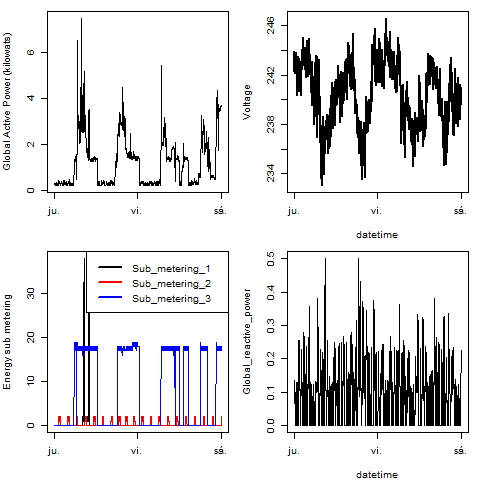 Global Active Power (kilowats)
0 2 4 6
ju. vi. sá.
Voltage
234 238 242 246
ju. vi. sá.
datetime
Energy sub metering
0 10 20 30
Sub_metering_1
Sub_metering_2
Sub_metering_3
ju. vi. sá.
Global_reactive_power
0.0 0.1 0.2 0.3 0.4 0.5
ju. vi. sá.
datetime